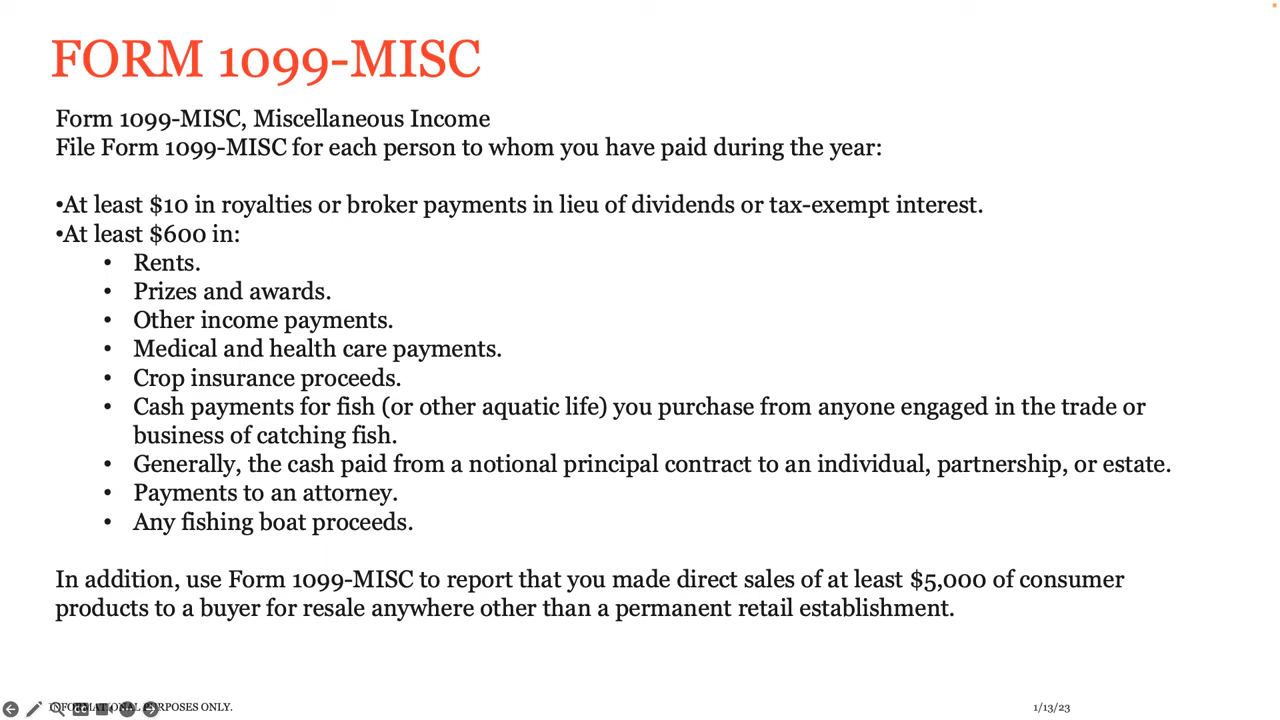 FORM 1099-MISC
Form 1099-MISC, Miscellaneous Income
File Form 1099-MISC for each person to whom you have paid during the year:
•At least $10 in royalties or broker payments in lieu of dividends or tax-exempt interest.
•At least $600 in:
• Rents.
• Prizes and awards.
• Other income payments.
• Medical and health care payments.
• Crop insurance proceeds.
• Cash payments for fish (or other aquatic life) you purchase from anyone engaged in the trade or
business of catching fish.
• Generally, the cash paid from a notional principal contract to an individual, partnership, or estate.
• Payments to an attorney.
• Any fishing boat proceeds.
In addition, use Form 1099-MISC to report that you made direct sales of at least $5,000 of consumer
products to a buyer for resale anywhere other than a permanent retail establishment.
INFORMATIONAL PURPOSES ONLY.
1/13/23